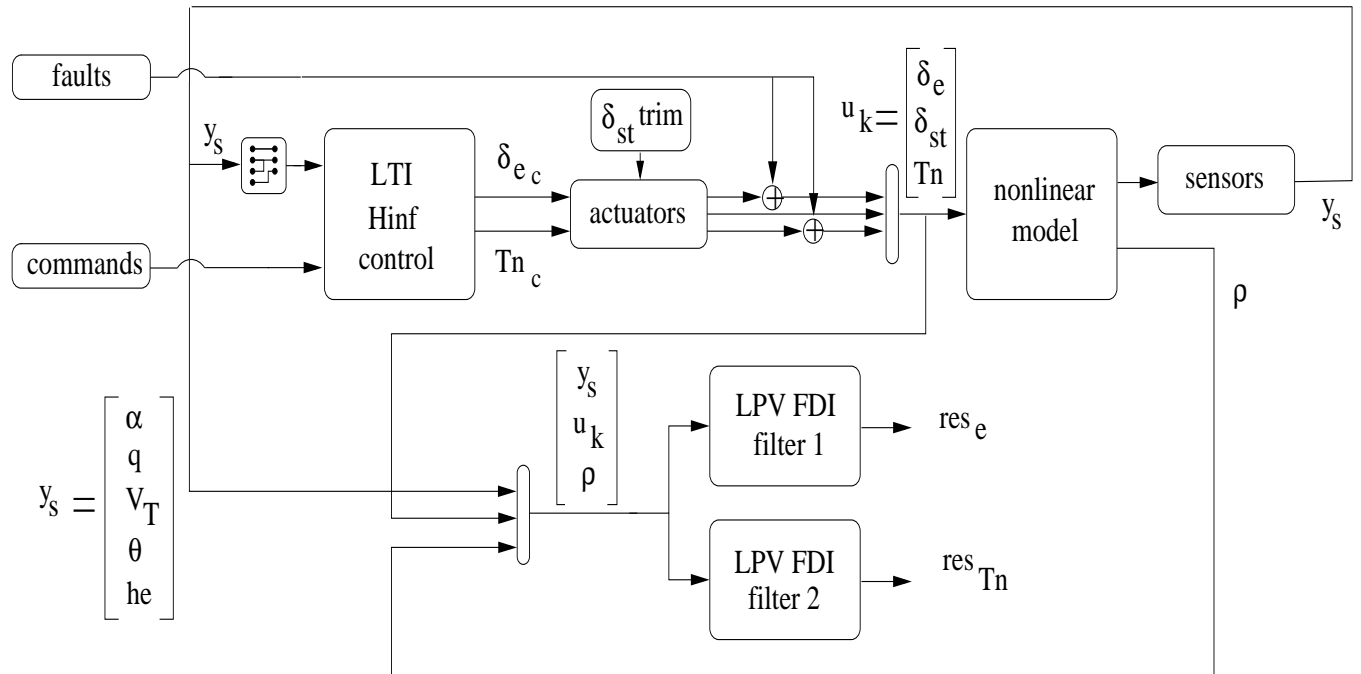 faults
y_s
commands
LTI
Hinf
control
δ_e_c
Tn_c
δ_st trim
actuators
+
+
u_k = [δ_e
δ_st
Tn]
nonlinear
model
sensors
y_s
ρ
y_s = [α
q
V_T
θ
he]
[y_s
u_k
ρ]
LPV FDI
filter 1
res_e
LPV FDI
filter 2
res_Tn